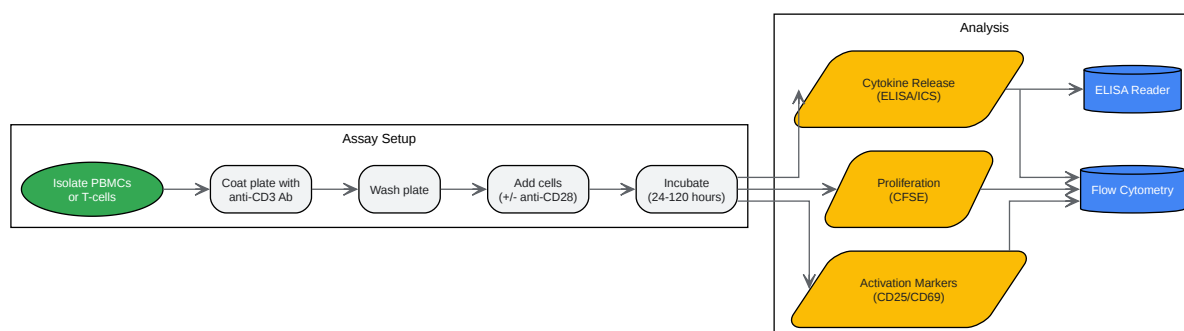 Assay Setup
Isolate PBMCs
or T-cells
Coat plate with
anti-CD3 Ab
Wash plate
Add cells
(+/- anti-CD28)
Incubate
(24-120 hours)
Analysis
Cytokine Release
(ELISA/ICS)
ELISA Reader
Proliferation
(CFSE)
Flow Cytometry
Activation Markers
(CD25/CD69)